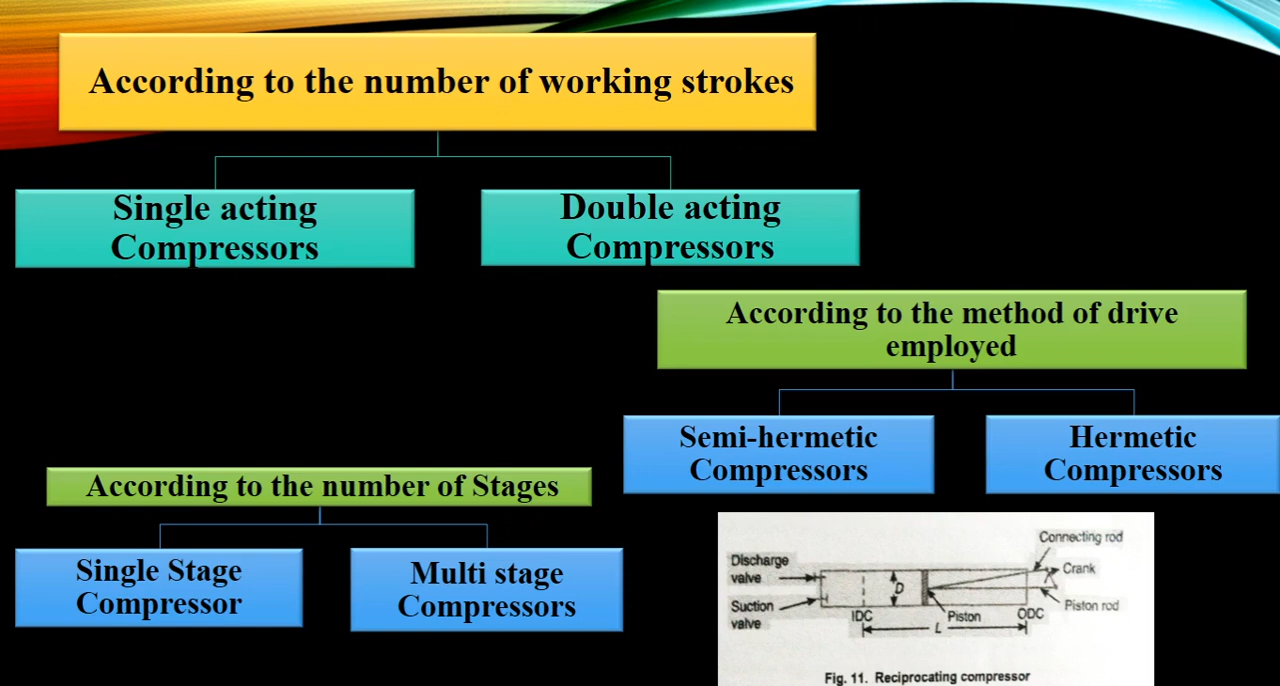 According to the number of working strokes
Single acting
Compressors
Double acting
Compressors
According to the method of drive
employed
Semi-hermetic
Compressors
Hermetic
Compressors
According to the number of Stages
Single Stage
Compressor
Multi stage
Compressors
Connecting rod
Discharge
valve
Crank
D
Suction
valve
Piston rod
IDC
Piston
ODC
L
Fig. 11. Reciprocating compressor